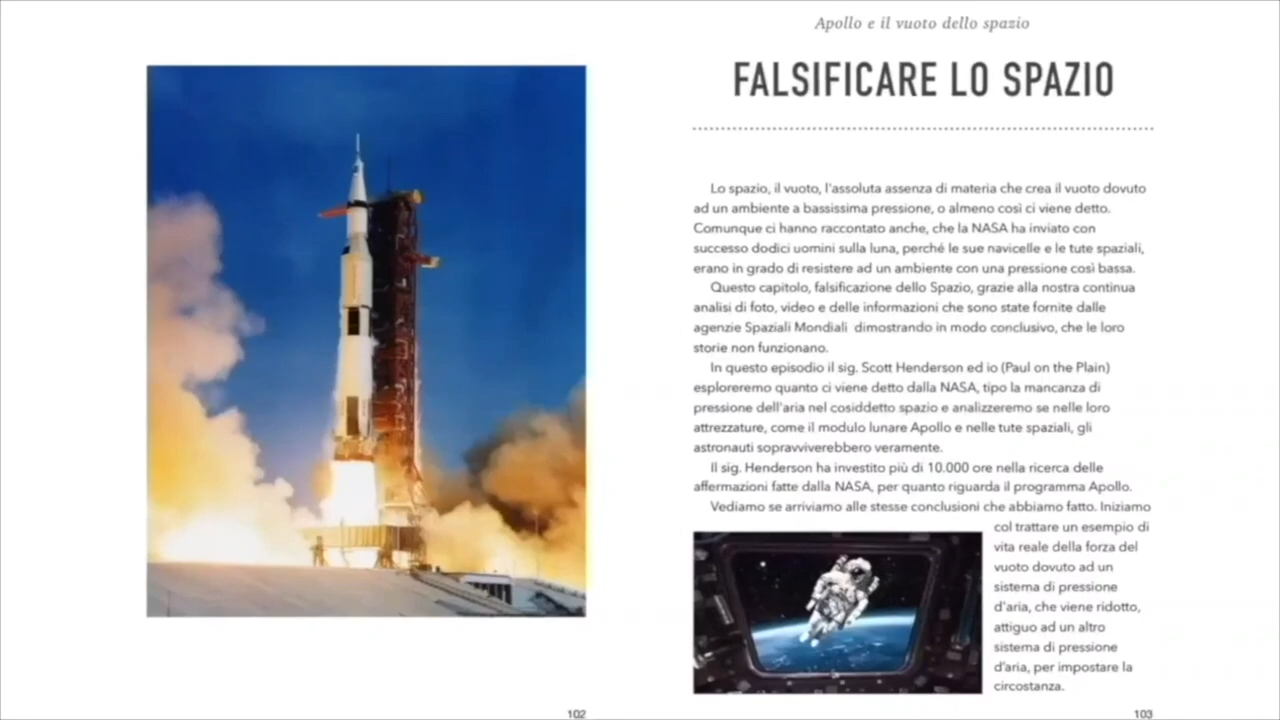 Apollo e il vuoto dello spazio
FALSIFICARE LO SPAZIO
Lo spazio, il vuoto, l'assoluta assenza di materia che crea il vuoto dovuto
ad un ambiente a bassissima pressione, o almeno così ci viene detto.
Comunque ci hanno raccontato anche, che la NASA ha inviato con
successo dodici uomini sulla luna, perché le sue navicelle e le tute spaziali,
erano in grado di resistere ad un ambiente con una pressione così bassa.
Questo capitolo, falsificazione dello Spazio, grazie alla nostra continua
analisi di foto, video e delle informazioni che sono state fornite dalle
agenzie Spaziali Mondiali dimostrando in modo conclusivo, che le loro
storie non funzionano.
In questo episodio il sig. Scott Henderson ed io (Paul on the Plain)
esploreremo quanto ci viene detto dalla NASA, tipo la mancanza di
pressione dell'aria nel cosiddetto spazio e analizzeremo se nelle loro
attrezzature, come il modulo lunare Apollo e nelle tute spaziali, gli
astronauti sopravviverebbero veramente.
Il sig. Henderson ha investito più di 10.000 ore nella ricerca delle
affermazioni fatte dalla NASA, per quanto riguarda il programma Apollo.
Vediamo se arriviamo alle stesse conclusioni che abbiamo fatto. Iniziamo
col trattare un esempio di
vita reale della forza del
vuoto dovuto ad un
sistema di pressione
d'aria, che viene ridotto,
attiguo ad un altro
sistema di pressione
d'aria, per impostare la
circostanza.
102
103